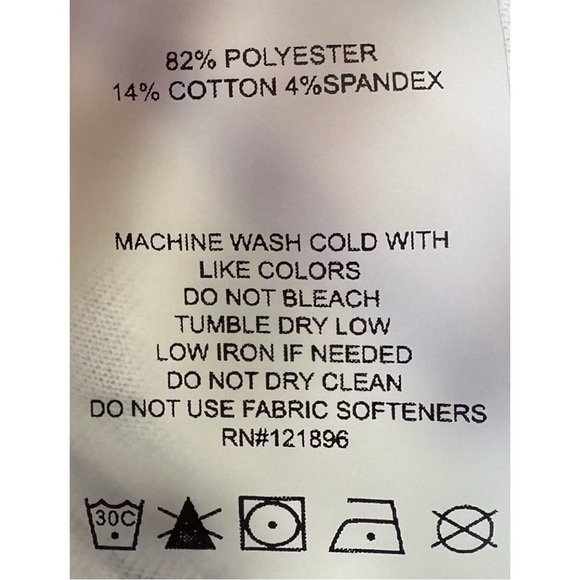 82% POLYESTER
14% COTTON 4%SPANDEX
MACHINE WASH COLD WITH
LIKE COLORS
DO NOT BLEACH
TUMBLE DRY LOW
LOW IRON IF NEEDED
DO NOT DRY CLEAN
DO NOT USE FABRIC SOFTENERS
RN#121896
30C